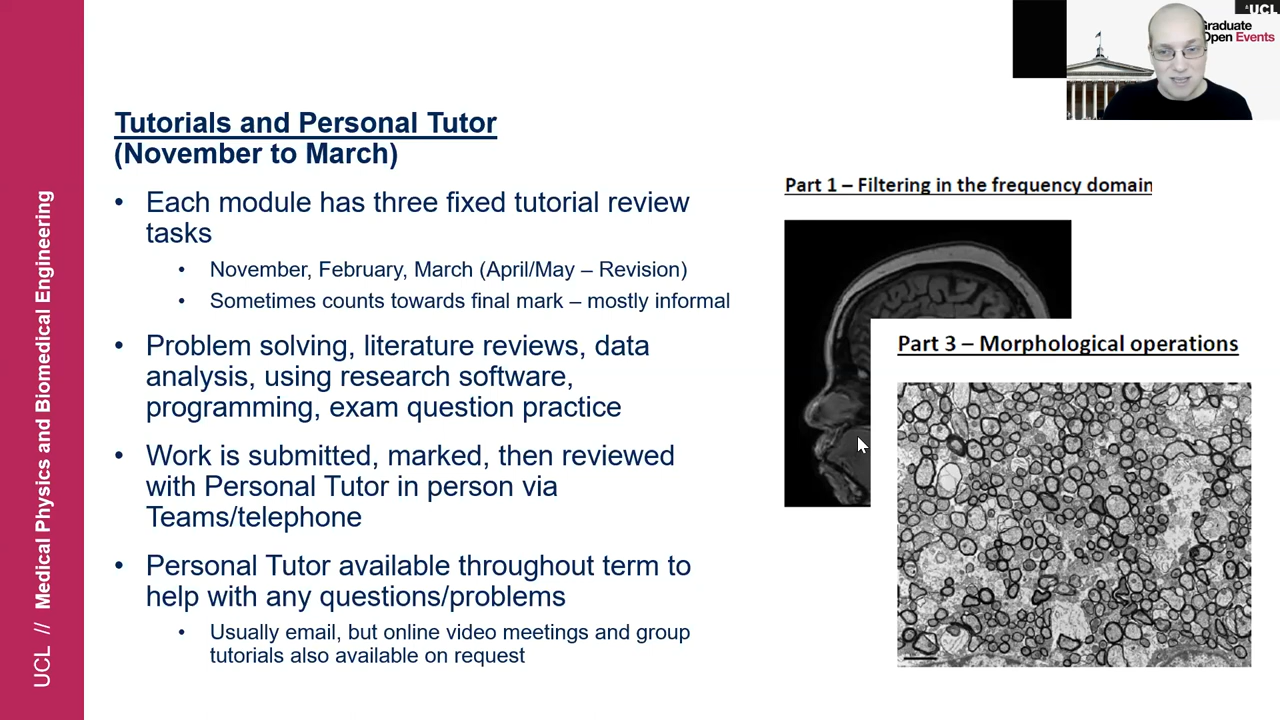 UCL
Graduate
Open Events
Tutorials and Personal Tutor
(November to March)
• Each module has three fixed tutorial review
tasks
• November, February, March (April/May – Revision)
• Sometimes counts towards final mark – mostly informal
• Problem solving, literature reviews, data
analysis, using research software,
programming, exam question practice
• Work is submitted, marked, then reviewed
with Personal Tutor in person via
Teams/telephone
• Personal Tutor available throughout term to
help with any questions/problems
• Usually email, but online video meetings and group
tutorials also available on request
Part 1 – Filtering in the frequency domain
Part 3 – Morphological operations
UCL // Medical Physics and Biomedical Engineering